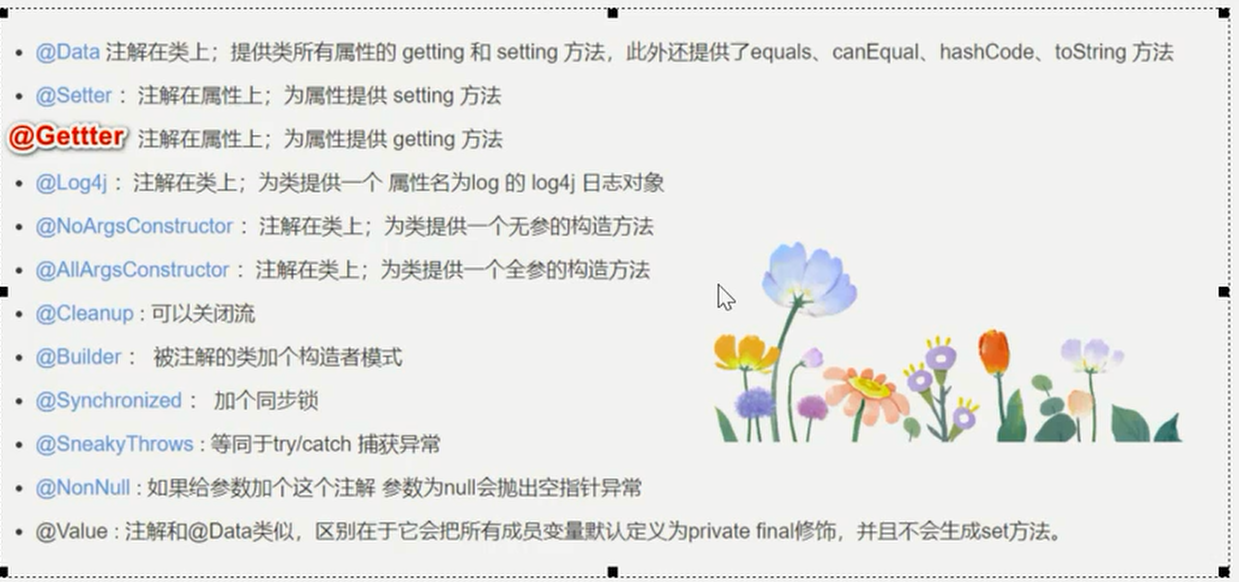 @Data 注解在类上；提供类所有属性的 getting 和 setting 方法，此外还提供了equals、canEqual、hashCode、toString 方法
@Setter ：注解在属性上；为属性提供 setting 方法
@Gettter 注解在属性上；为属性提供 getting 方法
@Log4j ：注解在类上；为类提供一个 属性名为log 的 log4j 日志对象
@NoArgsConstructor ：注解在类上；为类提供一个无参的构造方法
@AllArgsConstructor ：注解在类上；为类提供一个全参的构造方法
@Cleanup : 可以关闭流
@Builder ： 被注解的类加个构造者模式
@Synchronized ： 加个同步锁
@SneakyThrows : 等同于try/catch 捕获异常
@NonNull : 如果给参数加个这个注解 参数为null会抛出空指针异常
@Value : 注解和@Data类似，区别在于它会把所有成员变量默认定义为private final修饰，并且不会生成set方法。